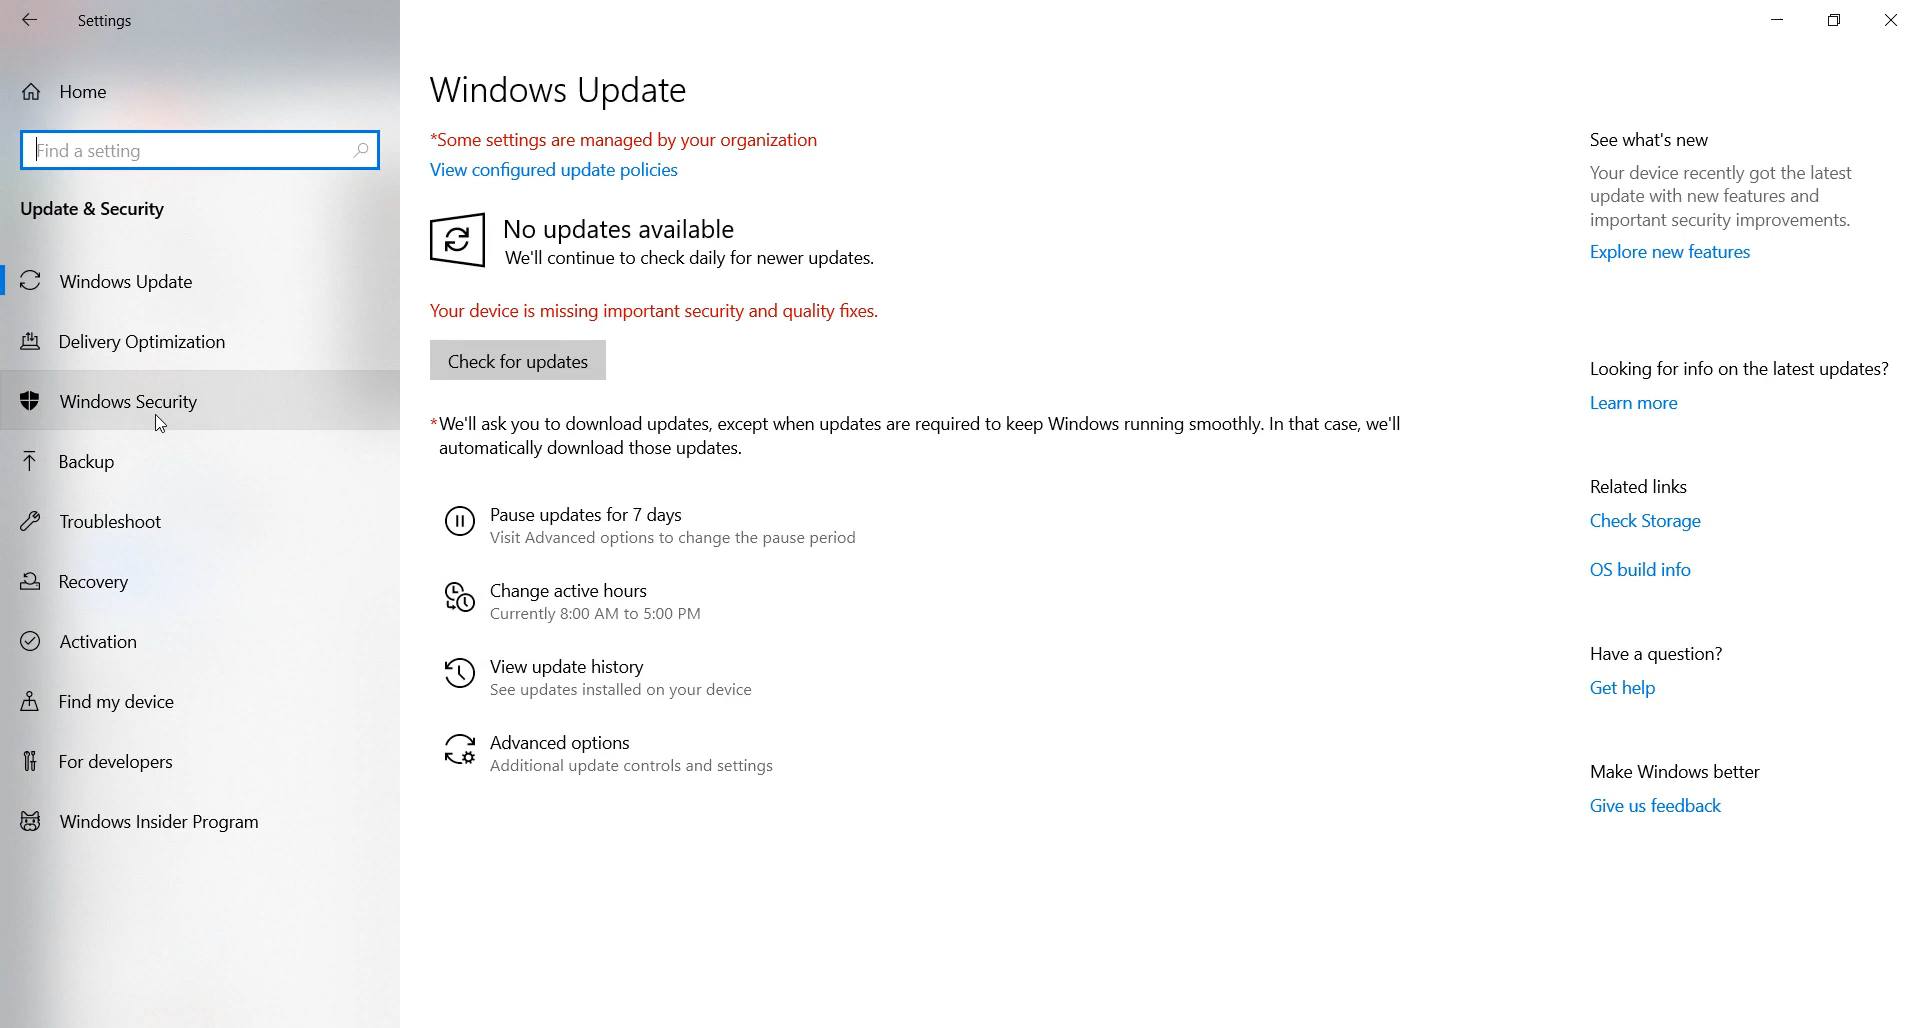 Settings
Home
Find a setting
Update & Security
Windows Update
Delivery Optimization
Windows Security
Backup
Troubleshoot
Recovery
Activation
Find my device
For developers
Windows Insider Program
Windows Update
*Some settings are managed by your organization
View configured update policies
No updates available
We'll continue to check daily for newer updates.
Your device is missing important security and quality fixes.
Check for updates
*We'll ask you to download updates, except when updates are required to keep Windows running smoothly. In that case, we'll
automatically download those updates.
Pause updates for 7 days
Visit Advanced options to change the pause period
Change active hours
Currently 8:00 AM to 5:00 PM
View update history
See updates installed on your device
Advanced options
Additional update controls and settings
See what's new
Your device recently got the latest
update with new features and
important security improvements.
Explore new features
Looking for info on the latest updates?
Learn more
Related links
Check Storage
OS build info
Have a question?
Get help
Make Windows better
Give us feedback